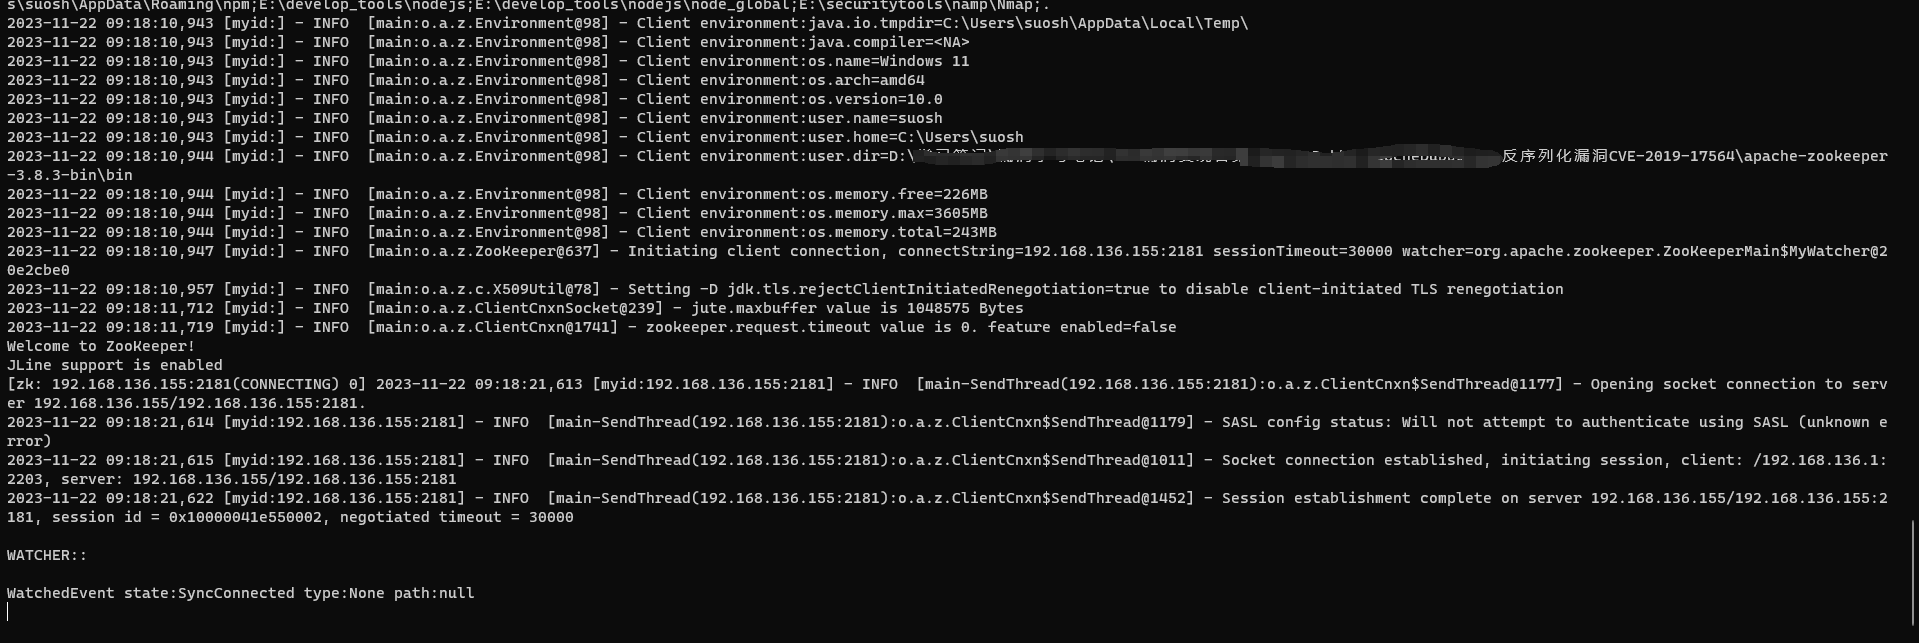 s\suosh\AppData\Roaming\npm;E:\develop_tools\nodejs;E:\develop_tools\nodejs\node_global;E:\securitytools\namp\Nmap;.
2023-11-22 09:18:10,943 [myid:] - INFO  [main:o.a.z.Environment@98] - Client environment:java.io.tmpdir=C:\Users\suosh\AppData\Local\Temp\
2023-11-22 09:18:10,943 [myid:] - INFO  [main:o.a.z.Environment@98] - Client environment:java.compiler=<NA>
2023-11-22 09:18:10,943 [myid:] - INFO  [main:o.a.z.Environment@98] - Client environment:os.name=Windows 11
2023-11-22 09:18:10,943 [myid:] - INFO  [main:o.a.z.Environment@98] - Client environment:os.arch=amd64
2023-11-22 09:18:10,943 [myid:] - INFO  [main:o.a.z.Environment@98] - Client environment:os.version=10.0
2023-11-22 09:18:10,943 [myid:] - INFO  [main:o.a.z.Environment@98] - Client environment:user.name=suosh
2023-11-22 09:18:10,943 [myid:] - INFO  [main:o.a.z.Environment@98] - Client environment:user.home=C:\Users\suosh
2023-11-22 09:18:10,944 [myid:] - INFO  [main:o.a.z.Environment@98] - Client environment:user.dir=D:\ 反序列化漏洞CVE-2019-17564\apache-zookeeper
-3.8.3-bin\bin
2023-11-22 09:18:10,944 [myid:] - INFO  [main:o.a.z.Environment@98] - Client environment:os.memory.free=226MB
2023-11-22 09:18:10,944 [myid:] - INFO  [main:o.a.z.Environment@98] - Client environment:os.memory.max=3605MB
2023-11-22 09:18:10,944 [myid:] - INFO  [main:o.a.z.Environment@98] - Client environment:os.memory.total=243MB
2023-11-22 09:18:10,947 [myid:] - INFO  [main:o.a.z.ZooKeeper@637] - Initiating client connection, connectString=192.168.136.155:2181 sessionTimeout=30000 watcher=org.apache.zookeeper.ZooKeeperMain$MyWatcher@2
0e2cbe0
2023-11-22 09:18:10,957 [myid:] - INFO  [main:o.a.z.c.X509Util@78] - Setting -D jdk.tls.rejectClientInitiatedRenegotiation=true to disable client-initiated TLS renegotiation
2023-11-22 09:18:11,712 [myid:] - INFO  [main:o.a.z.ClientCnxnSocket@239] - jute.maxbuffer value is 1048575 Bytes
2023-11-22 09:18:11,719 [myid:] - INFO  [main:o.a.z.ClientCnxn@1741] - zookeeper.request.timeout value is 0. feature enabled=false
Welcome to ZooKeeper!
JLine support is enabled
[zk: 192.168.136.155:2181(CONNECTING) 0] 2023-11-22 09:18:21,613 [myid:192.168.136.155:2181] - INFO  [main-SendThread(192.168.136.155:2181):o.a.z.ClientCnxn$SendThread@1177] - Opening socket connection to serv
er 192.168.136.155/192.168.136.155:2181.
2023-11-22 09:18:21,614 [myid:192.168.136.155:2181] - INFO  [main-SendThread(192.168.136.155:2181):o.a.z.ClientCnxn$SendThread@1179] - SASL config status: Will not attempt to authenticate using SASL (unknown e
rror)
2023-11-22 09:18:21,615 [myid:192.168.136.155:2181] - INFO  [main-SendThread(192.168.136.155:2181):o.a.z.ClientCnxn$SendThread@1011] - Socket connection established, initiating session, client: /192.168.136.1:
2203, server: 192.168.136.155/192.168.136.155:2181
2023-11-22 09:18:21,622 [myid:192.168.136.155:2181] - INFO  [main-SendThread(192.168.136.155:2181):o.a.z.ClientCnxn$SendThread@1452] - Session establishment complete on server 192.168.136.155/192.168.136.155:2
181, session id = 0x10000041e550002, negotiated timeout = 30000
WATCHER::
WatchedEvent state:SyncConnected type:None path:null